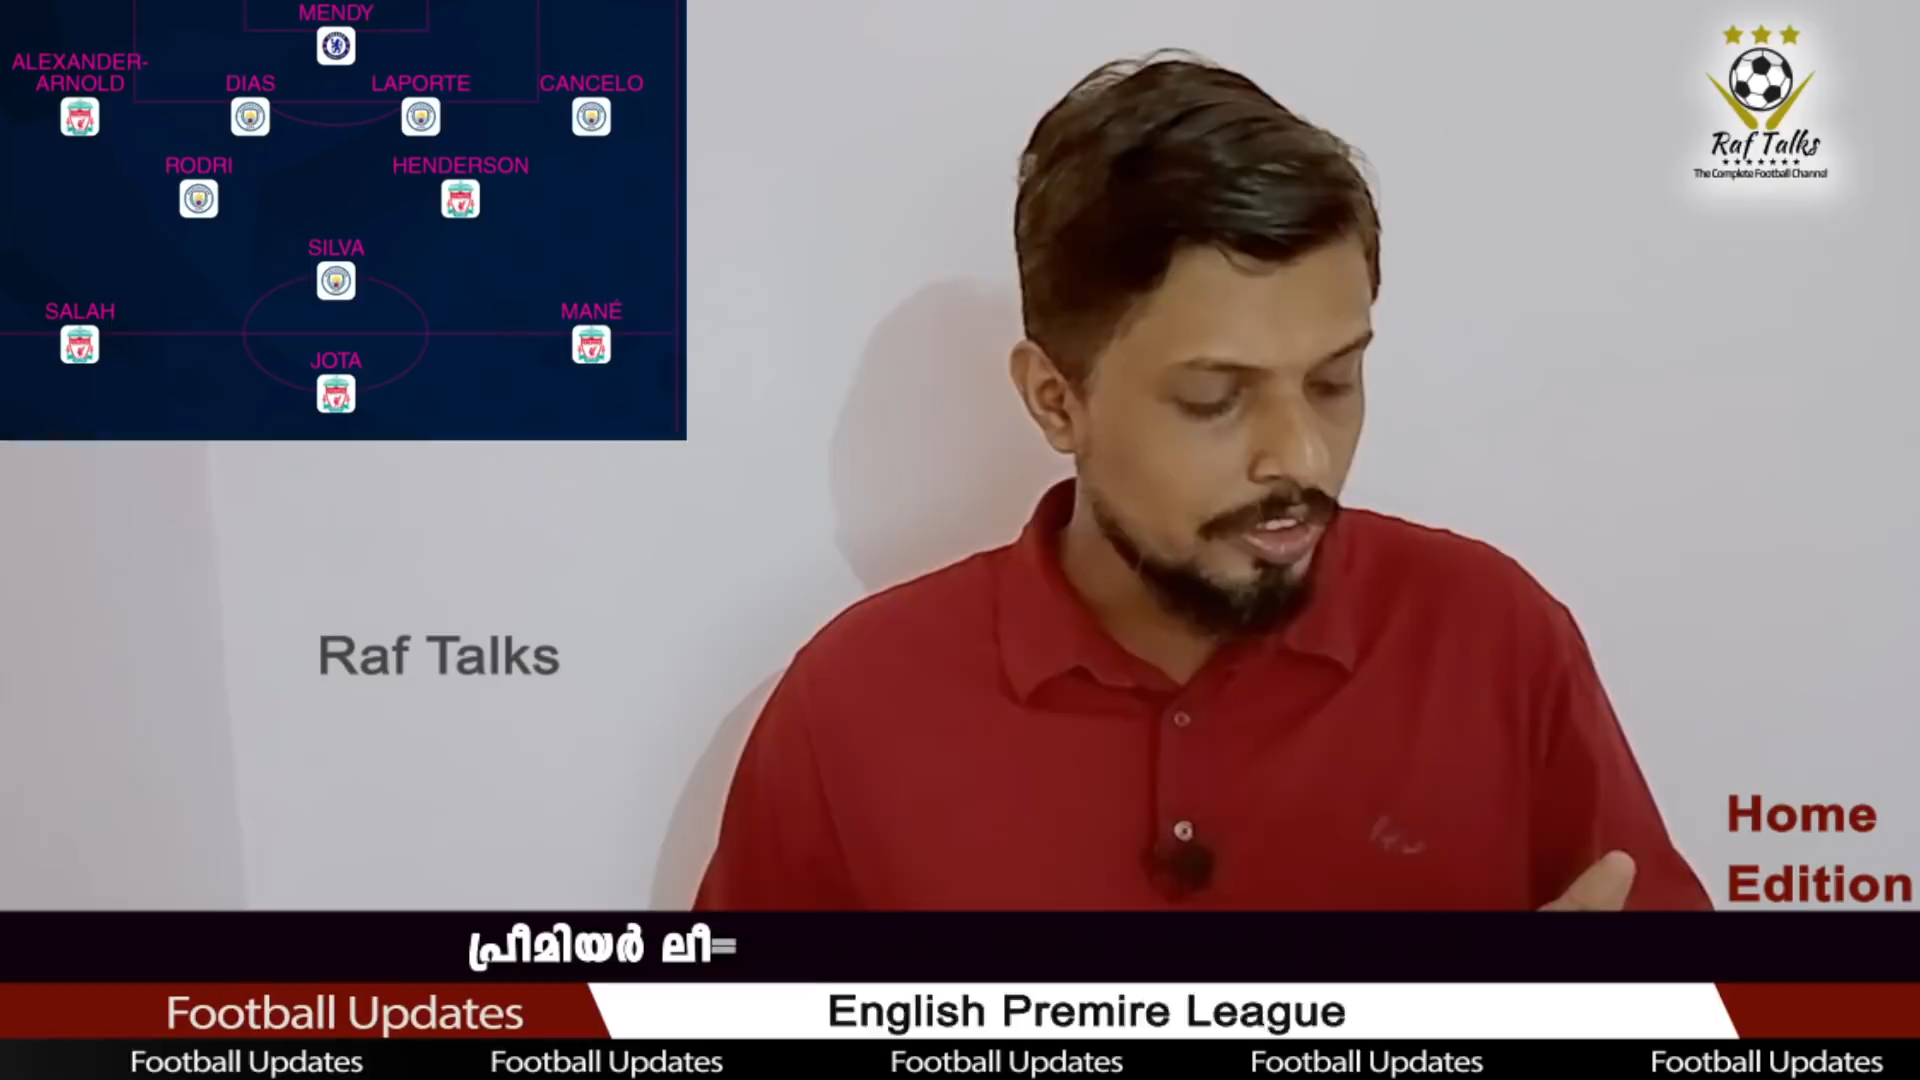 MENDY
ALEXANDER-
ARNOLD
DIAS
LAPORTE
CANCELO
RODRI
HENDERSON
SILVA
SALAH
MANÉ
JOTA
Raf Talks
The Complete Football Channel
Raf Talks
Home
Edition
പ്രീമിയർ ലീ
Football Updates
English Premire League
Football Updates Football Updates Football Updates Football Updates Football Updates